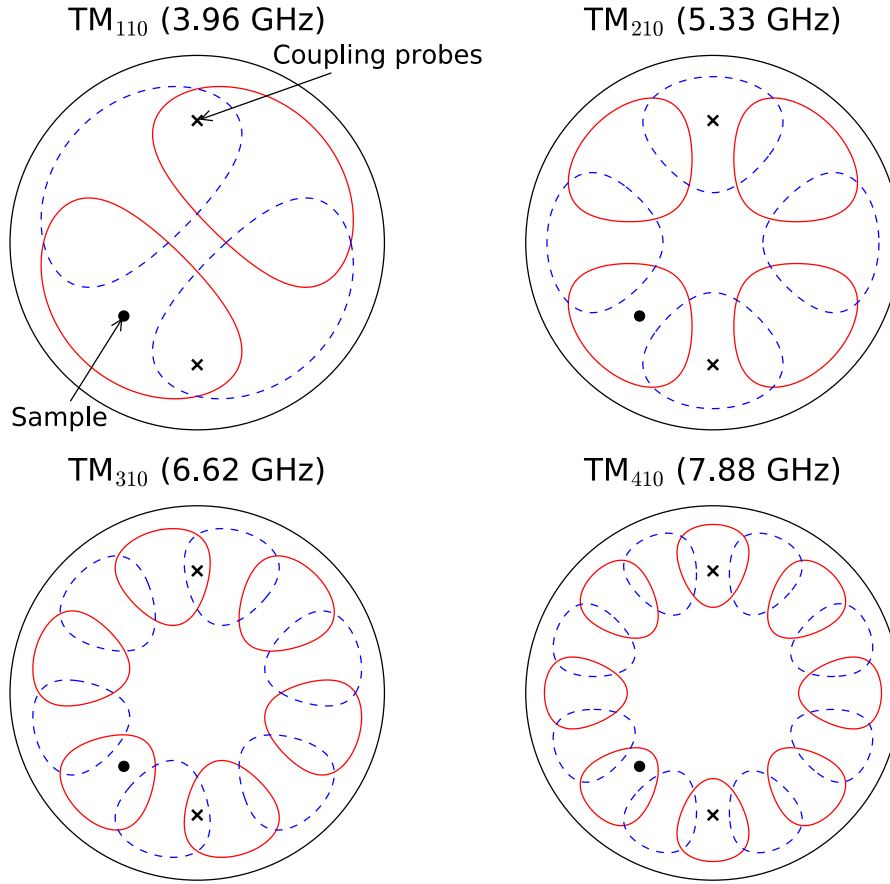 TM₁₁₀ (3.96 GHz)
TM₂₁₀ (5.33 GHz)
Coupling probes
Sample
TM₃₁₀ (6.62 GHz)
TM₄₁₀ (7.88 GHz)